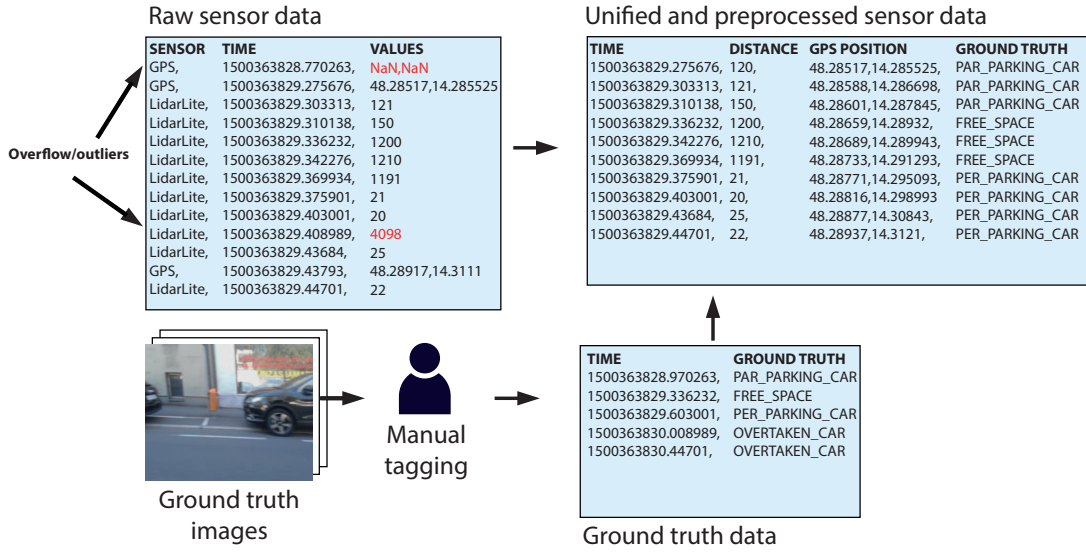 Raw sensor data
SENSOR TIME VALUES
GPS, 1500363828.770263, NaN,NaN
GPS, 1500363829.275676, 48.28517,14.285525
LidarLite, 1500363829.303313, 121
LidarLite, 1500363829.310138, 150
LidarLite, 1500363829.336232, 1200
LidarLite, 1500363829.342276, 1210
LidarLite, 1500363829.369934, 1191
LidarLite, 1500363829.375901, 21
LidarLite, 1500363829.403001, 20
LidarLite, 1500363829.408989, 4098
LidarLite, 1500363829.43684, 25
GPS, 1500363829.43793, 48.28917,14.3111
LidarLite, 1500363829.44701, 22
Overflow/outliers
Unified and preprocessed sensor data
TIME DISTANCE GPS POSITION GROUND TRUTH
1500363829.275676, 120, 48.28517,14.285525, PAR_PARKING_CAR
1500363829.303313, 121, 48.28588,14.286698, PAR_PARKING_CAR
1500363829.310138, 150, 48.28601,14.287845, PAR_PARKING_CAR
1500363829.336232, 1200, 48.28659,14.28932, FREE_SPACE
1500363829.342276, 1210, 48.28689,14.289943, FREE_SPACE
1500363829.369934, 1191, 48.28733,14.291293, FREE_SPACE
1500363829.375901, 21, 48.28771,14.295093, PER_PARKING_CAR
1500363829.403001, 20, 48.28816,14.298993 PER_PARKING_CAR
1500363829.43684, 25, 48.28877,14.30843, PER_PARKING_CAR
1500363829.44701, 22, 48.28937,14.3121, PER_PARKING_CAR
Ground truth
images
Manual
tagging
TIME GROUND TRUTH
1500363828.970263, PAR_PARKING_CAR
1500363829.336232, FREE_SPACE
1500363829.603001, PER_PARKING_CAR
1500363830.008989, OVERTAKEN_CAR
1500363830.44701, OVERTAKEN_CAR
Ground truth data